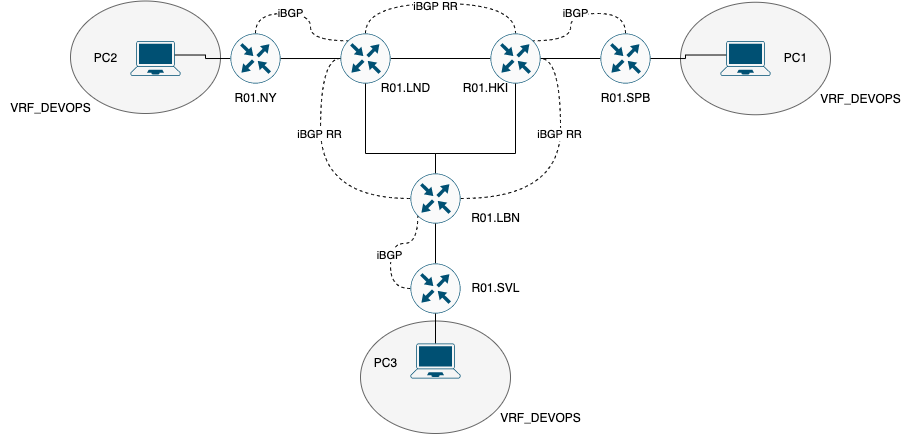 iBGP RR
iBGP
iBGP
PC2
PC1
R01.LND
R01.HKI
R01.NY
R01.SPB
VRF_DEVOPS
VRF_DEVOPS
iBGP RR
iBGP RR
R01.LBN
iBGP
R01.SVL
PC3
VRF_DEVOPS